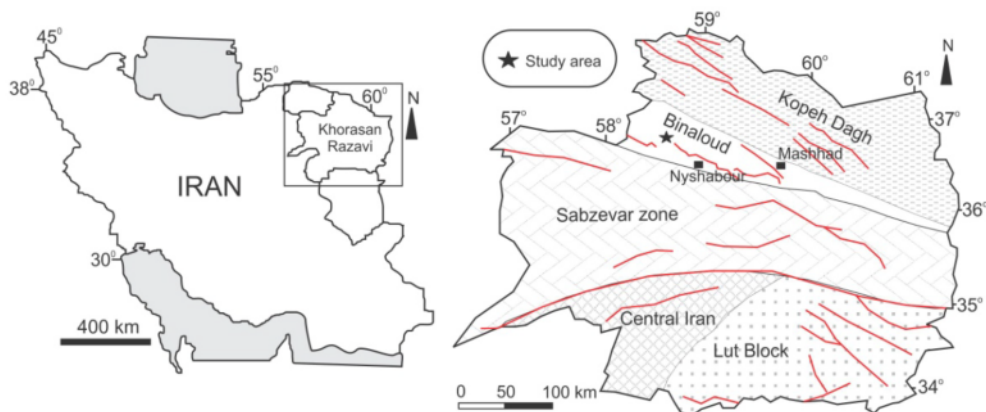 45°
38°
55
60°
N
Khorasan
Razavi
IRAN
30°
400 km
Study area
59°
N
60°
61°
37°
Kopeh Dagh
57°
58°
Binaloud
Mashhad
Nyshabour
36°
Sabzevar zone
35°
Central Iran
Lut Block
34°
0 50 100 km